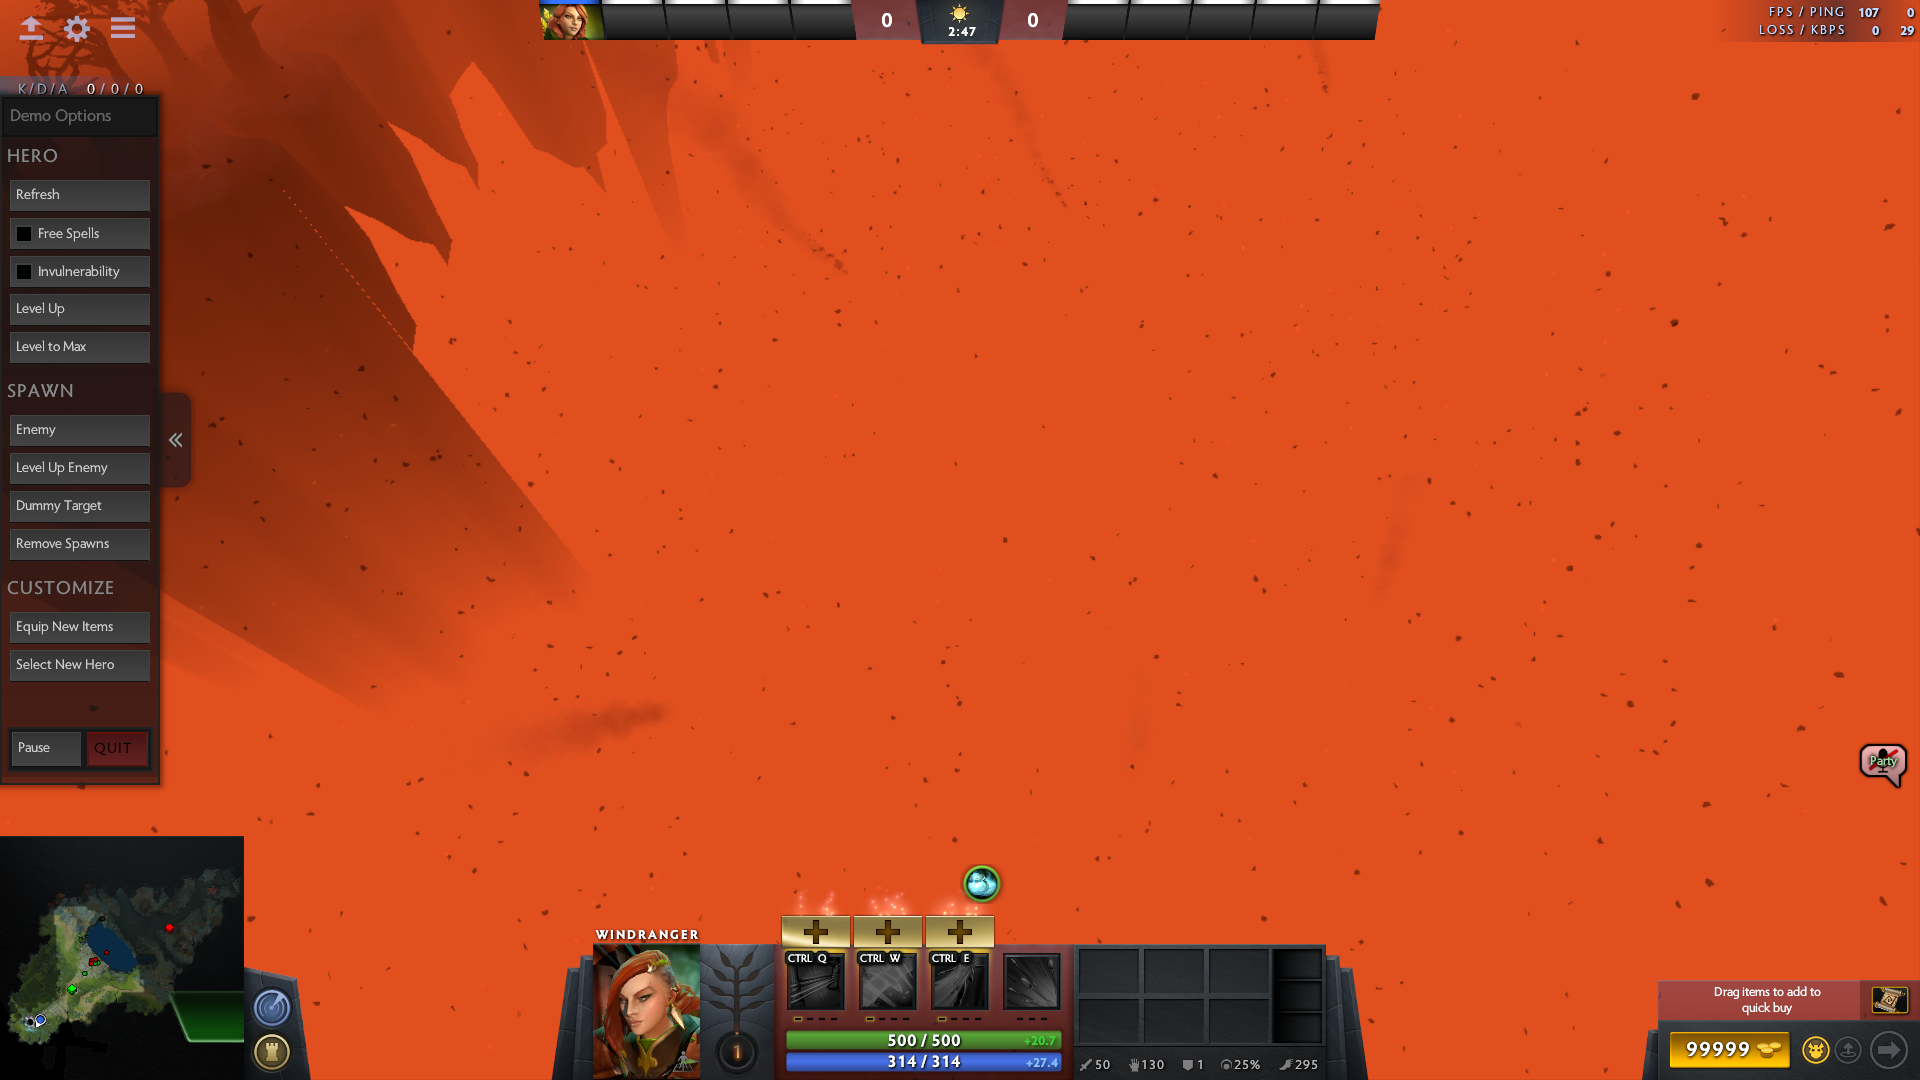 0
0
2:47
FPS / PING 107 0
LOSS / KBPS 0 29
K/D/A 0 / 0 / 0
Demo Options
HERO
Refresh
Free Spells
Invulnerability
Level Up
Level to Max
SPAWN
Enemy
Level Up Enemy
Dummy Target
Remove Spawns
CUSTOMIZE
Equip New Items
Select New Hero
Pause
QUIT
Party
WINDRANGER
CTRL Q
CTRL W
CTRL E
1
500 / 500
+20.7
314 / 314
+27.4
50
130
1
25%
295
Drag items to add to
quick buy
99999